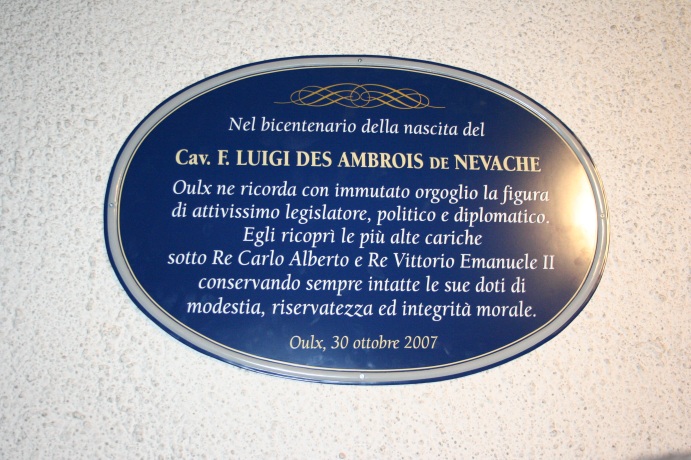 Nel bicentenario della nascita del
Cav. F. LUIGI DES AMBROIS DE NEVACHE
Oulx ne ricorda con immutato orgoglio la figura
di attivissimo legislatore, politico e diplomatico.
Egli ricoprì le più alte cariche
sotto Re Carlo Alberto e Re Vittorio Emanuele II
conservando sempre intatte le sue doti di
modestia, riservatezza ed integrità morale.
Oulx, 30 ottobre 2007